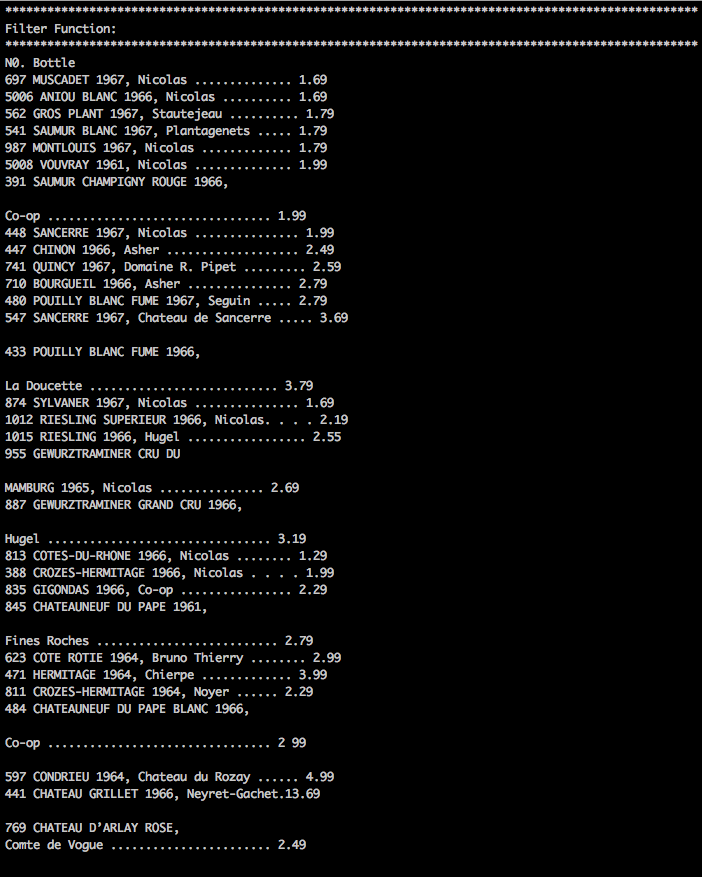 ****************************************************************************************************
Filter Function:
****************************************************************************************************
N0. Bottle
697 MUSCADET 1967, Nicolas .............. 1.69
5006 ANIOU BLANC 1966, Nicolas .......... 1.69
562 GROS PLANT 1967, Stautejeau .......... 1.79
541 SAUMUR BLANC 1967, Plantagenets ..... 1.79
987 MONTLOUIS 1967, Nicolas ............. 1.79
5008 VOUVRAY 1961, Nicolas .............. 1.99
391 SAUMUR CHAMPIGNY ROUGE 1966,
Co-op ................................ 1.99
448 SANCERRE 1967, Nicolas ............... 1.99
447 CHINON 1966, Asher ................... 2.49
741 QUINCY 1967, Domaine R. Pipet ......... 2.59
710 BOURGUEIL 1966, Asher ............... 2.79
480 POUILLY BLANC FUME 1967, Seguin ..... 2.79
547 SANCERRE 1967, Chateau de Sancerre ..... 3.69
433 POUILLY BLANC FUME 1966,
La Doucette ........................... 3.79
874 SYLVANER 1967, Nicolas ............... 1.69
1012 RIESLING SUPERIEUR 1966, Nicolas. . . . 2.19
1015 RIESLING 1966, Hugel ................. 2.55
955 GEWURZTRAMINER CRU DU
MAMBURG 1965, Nicolas ............... 2.69
887 GEWURZTRAMINER GRAND CRU 1966,
Hugel ................................ 3.19
813 COTES-DU-RHONE 1966, Nicolas ........ 1.29
388 CROZES-HERMITAGE 1966, Nicolas . . . . 1.99
835 GIGONDAS 1966, Co-op ................ 2.29
845 CHATEAUNEUF DU PAPE 1961,
Fines Roches .......................... 2.79
623 COTE ROTIE 1964, Bruno Thierry ........ 2.99
471 HERMITAGE 1964, Chierpe ............. 3.99
811 CROZES-HERMITAGE 1964, Noyer ...... 2.29
484 CHATEAUNEUF DU PAPE BLANC 1966,
Co-op ................................ 2 99
597 CONDRIEU 1964, Chateau du Rozay ...... 4.99
441 CHATEAU GRILLET 1966, Neyret-Gachet.13.69
769 CHATEAU D’ARLAY ROSE,
Comte de Vogue ....................... 2.49